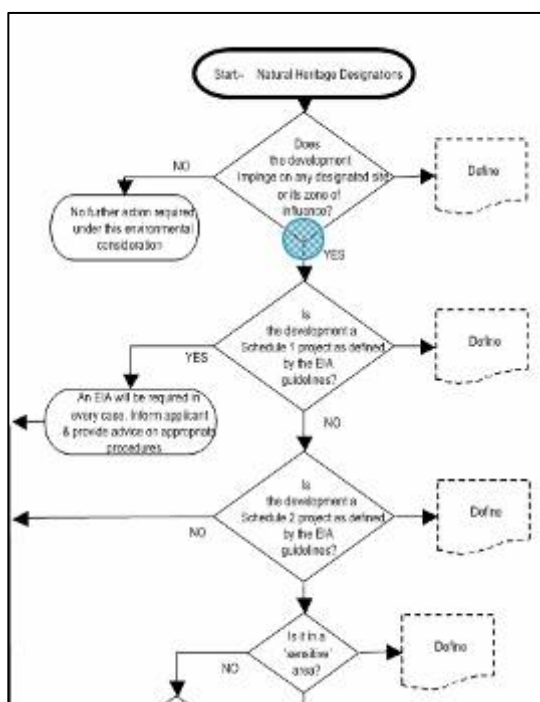 Start– Natural Heritage Designations
Does
the development
impinge on any designated site
or its zone of
influence?
Define
NO
No further action required
under this environmental
consideration
YES
Is
the development a
Schedule 1 project as defined
by the EIA
guidelines?
Define
YES
An EIA will be required in
every case. Inform applicant
& provide advice on appropriate
procedures
NO
Is
the development a
Schedule 2 project as defined
by the EIA
guidelines?
Define
NO
Is it in a
'sensitive'
area?
Define
NO